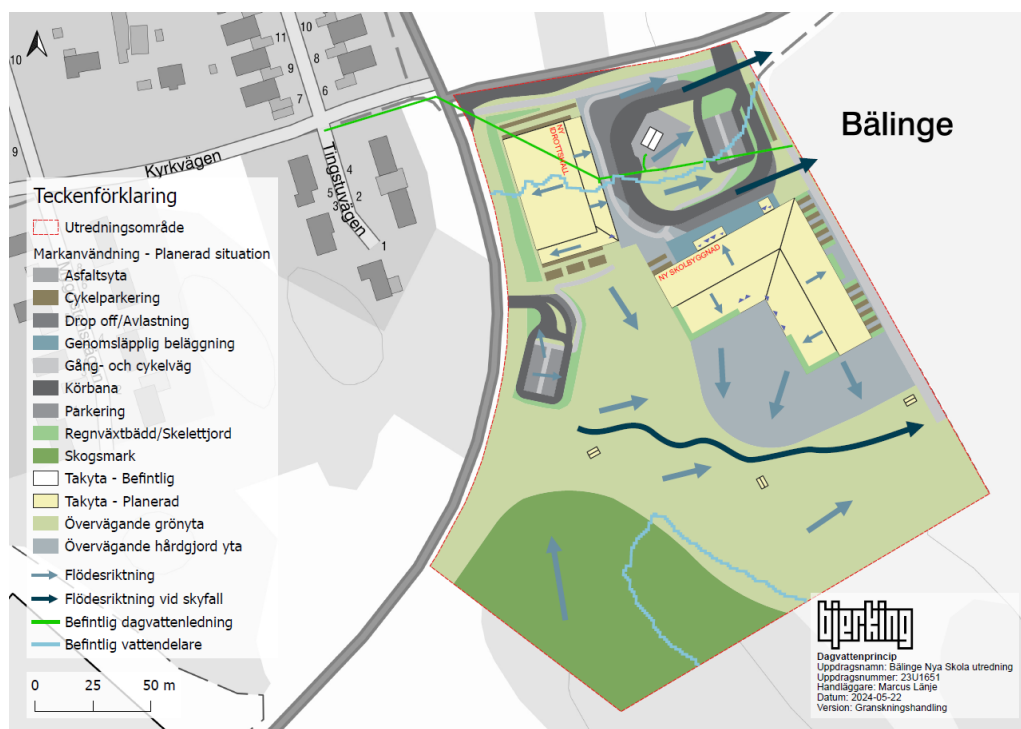 10
11
10
10
9
8
7
6
9
Kyrkvägen
Tingstuvägen
4
5
2
3
1
Bälinge
NY
IDROTTSHALL
NY SKOLBYGGNAD
Teckenförklaring
Utredningsområde
Markanvändning - Planerad situation
Asfaltsyta
Cykelparkering
Drop off/Avlastning
Genomsläpplig beläggning
Gång- och cykelväg
Körbana
Parkering
Regnväxtbädd/Skelettjord
Skogsmark
Takyta - Befintlig
Takyta - Planerad
Övervägande grönyta
Övervägande hårdgjord yta
Flödesriktning
Flödesriktning vid skyfall
Befintlig dagvattenledning
Befintlig vattendelare
0 25 50 m
bjerking
Dagvattenprincip
Uppdragsnamn: Bälinge Nya Skola utredning
Uppdragsnummer: 23U1651
Handläggare: Marcus Länje
Datum: 2024-05-22
Version: Granskningshandling